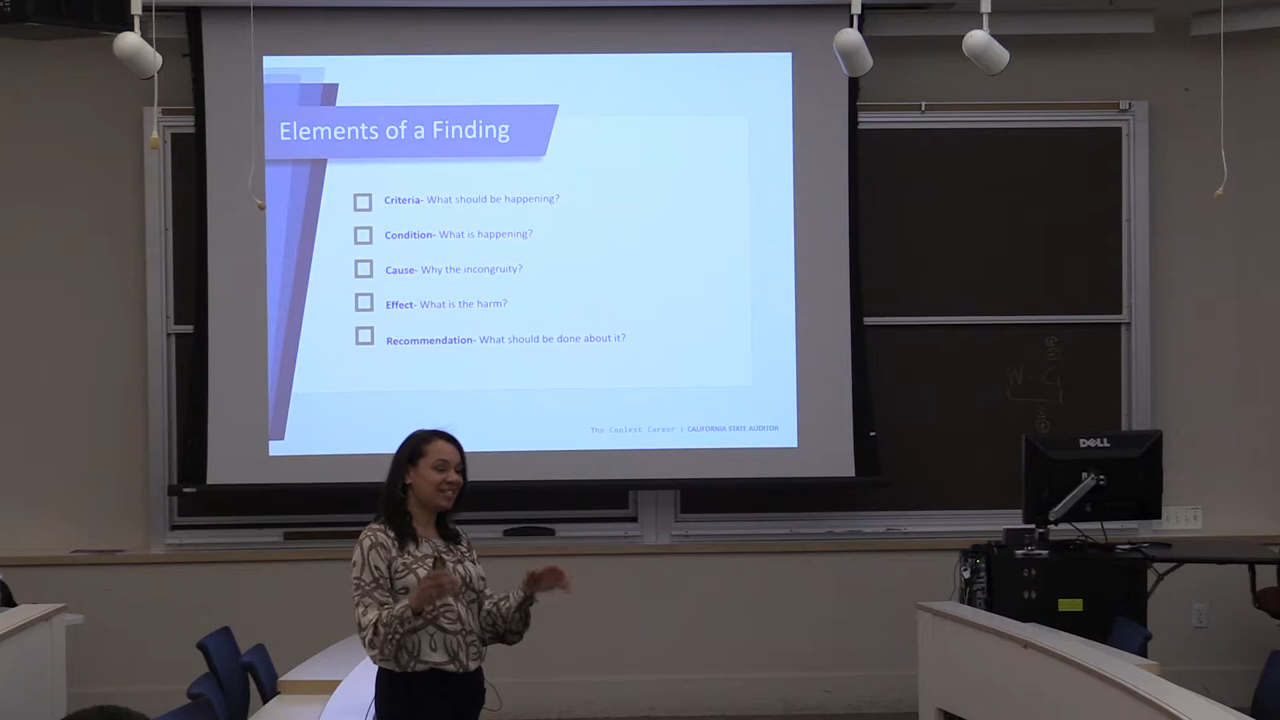 Elements of a Finding
Criteria- What should be happening?
Condition- What is happening?
Cause- Why the incongruity?
Effect- What is the harm?
Recommendation- What should be done about it?
The Coolest Career | CALIFORNIA STATE AUDITOR
W - C
DELL